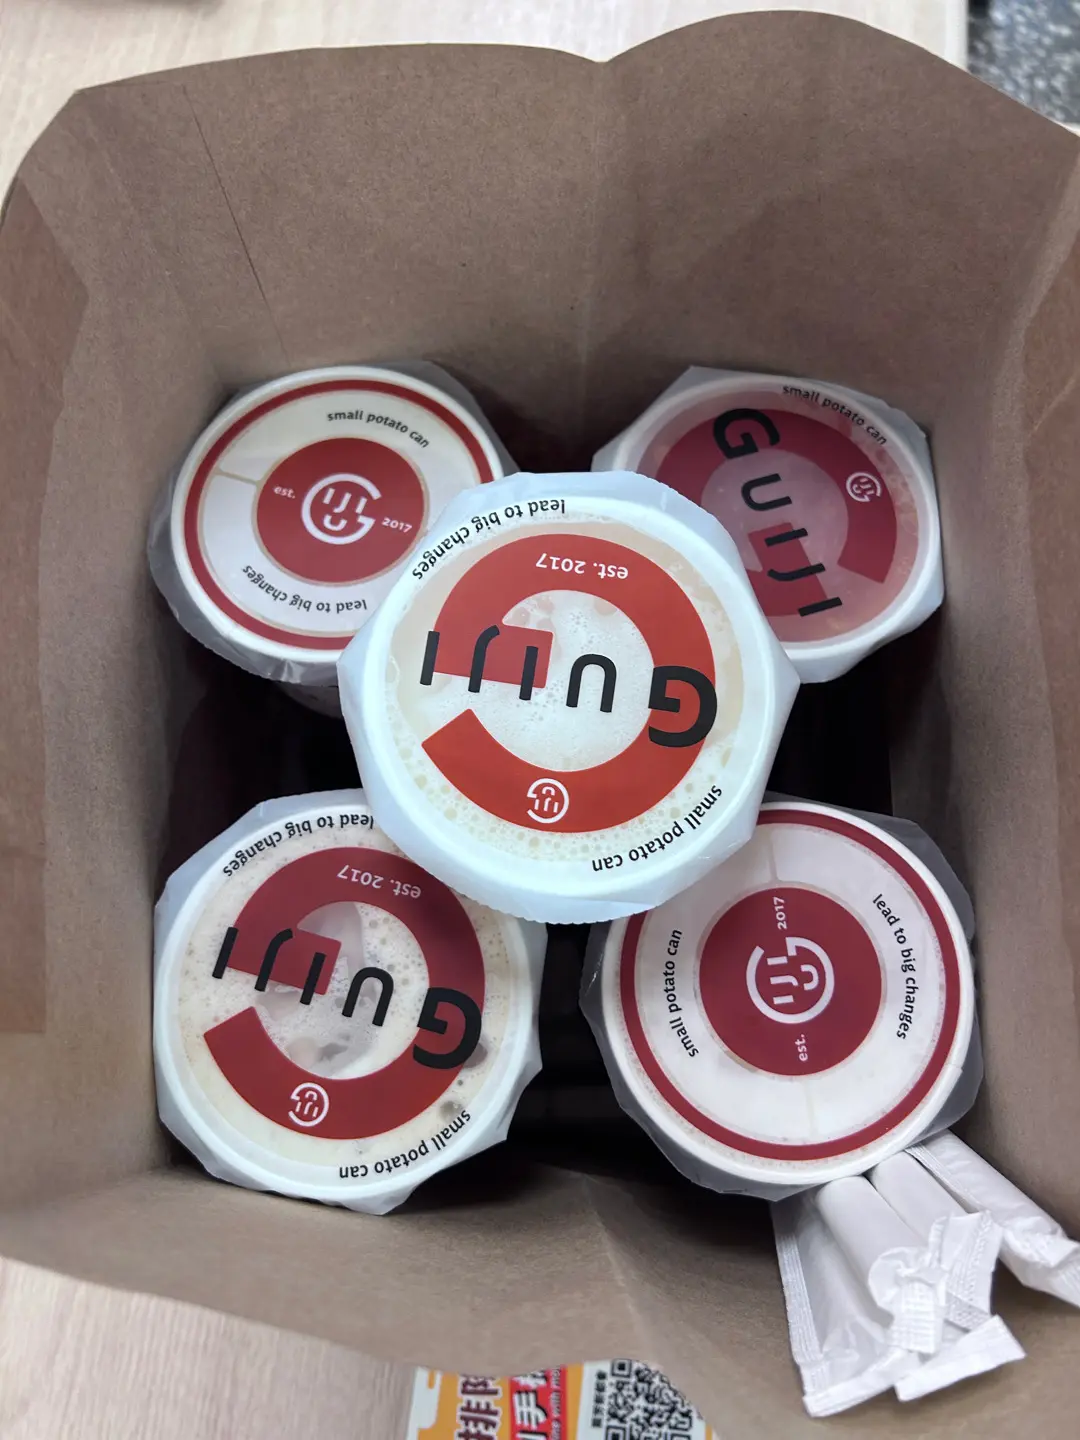 small potato can
est. 2017
lead to big changes
small potato can
GUIJI
lead to big changes
est. 2017
GUIJI
small potato can
lead to big changes
est. 2017
GUIJI
small potato can
small potato can
est. 2017
lead to big changes
手